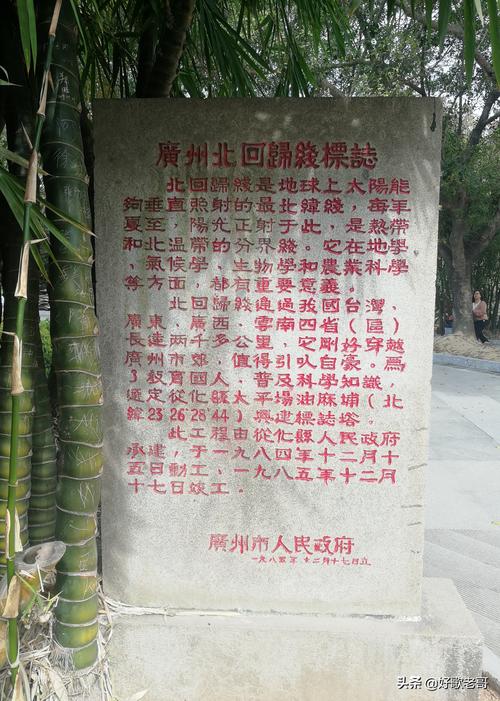 廣州北回歸綫標誌
北回歸綫是地球上太陽能
夠垂直照射的最北緯綫，每年
夏至，陽光正射于此，是熱帶
和北温帶的分界綫。它在地學
、氣候學、生物學和農業科學
等方面，都有重要意義。
北回歸綫通過我國台灣、
廣東、廣西、雲南四省（區）
長達兩千，它剛好穿越
廣州市郊，值得引以自豪。爲
了教育國人，普及科學知識，
選定從化縣太平場油麻埔（北
緯23°26′28″44）興建標誌塔。
此工程由從化縣人民政府
承建，于一九八四年十二月十
五日動工，一九八五年十二月
十七日竣工.
廣州市人民政府
一九八五年十二月十七日立
头条 @好歌老哥